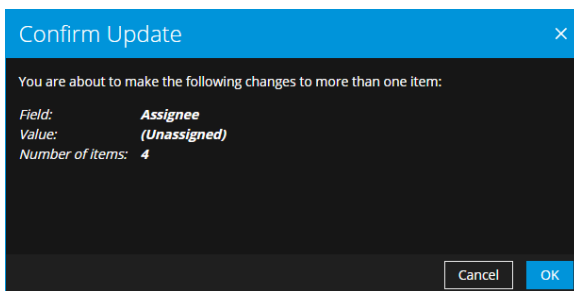 Confirm Update
You are about to make the following changes to more than one item:
Field: Assignee
Value: (Unassigned)
Number of items: 4
Cancel OK